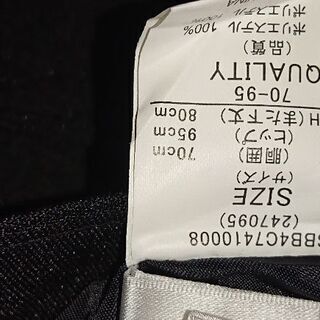 SBB4C7410008
(247095)
SIZE
(サイズ)
(胴囲) 70cm
(ヒップ) 95cm
H(また下丈) 80cm
70-95
QUALITY
(品質)
ポリエステル 100%
ポリエステル 100%